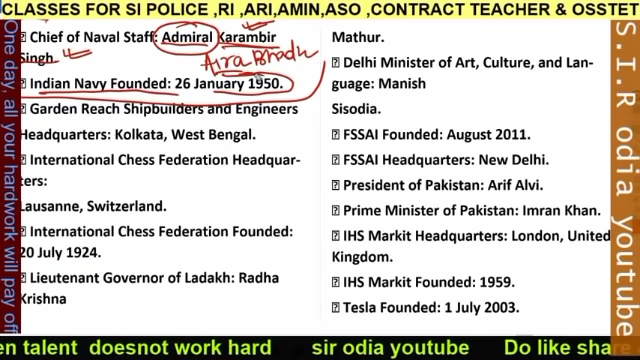 CLASSES FOR SI POLICE ,RI ,ARI,AMIN,ASO ,CONTRACT TEACHER & OSSTET
One day, all your hardwork will pay off
Chief of Naval Staff: Admiral Karambir
Singh
Indian Navy Founded: 26 January 1950.
Garden Reach Shipbuilders and Engineers
Headquarters: Kolkata, West Bengal.
International Chess Federation Headquar-
ters:
Lausanne, Switzerland.
International Chess Federation Founded:
20 July 1924.
Lieutenant Governor of Ladakh: Radha
Krishna
Mathur.
Delhi Minister of Art, Culture, and Lan-
guage: Manish
Sisodia.
FSSAI Founded: August 2011.
FSSAI Headquarters: New Delhi.
President of Pakistan: Arif Alvi.
Prime Minister of Pakistan: Imran Khan.
IHS Markit Headquarters: London, United
Kingdom.
IHS Markit Founded: 1959.
Tesla Founded: 1 July 2003.
S.I.R odia youtube
en talent doesnot work hard sir odia youtube Do like share